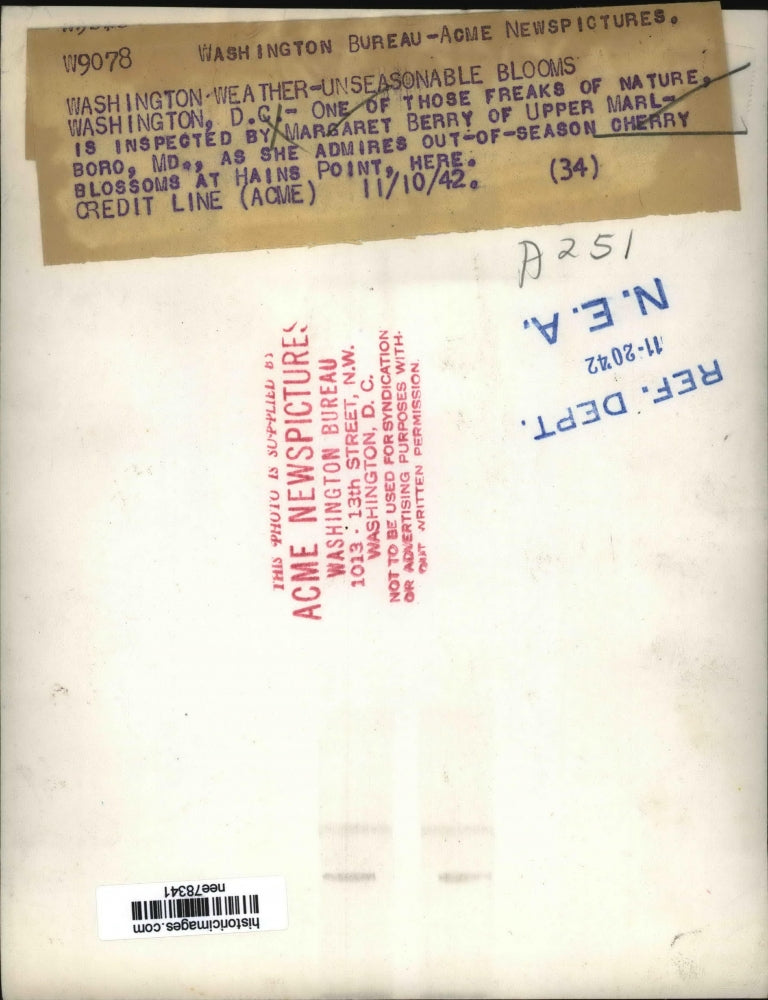 W9078 WASHINGTON BUREAU-ACME NEWSPICTURES.
WASHINGTON-WEATHER-UNSEASONABLE BLOOMS
WASHINGTON, D.C.- ONE OF THOSE FREAKS OF NATURE,
IS INSPECTED BY MARGARET BERRY OF UPPER MARL-
BORO, MD., AS SHE ADMIRES OUT-OF-SEASON CHERRY
BLOSSOMS AT HAINS POINT, HERE.
CREDIT LINE (ACME) 11/10/42. (34)
A251
N.E.A.
11-2042
REF. DEPT.
THIS PHOTO IS SUPPLIED BY
ACME NEWSPICTURES
WASHINGTON BUREAU
1013 - 13th STREET, N.W.
WASHINGTON, D. C.
NOT TO BE USED FOR SYNDICATION
OR ADVERTISING PURPOSES WITH-
OUT WRITTEN PERMISSION.
historicimages.com
nee78341